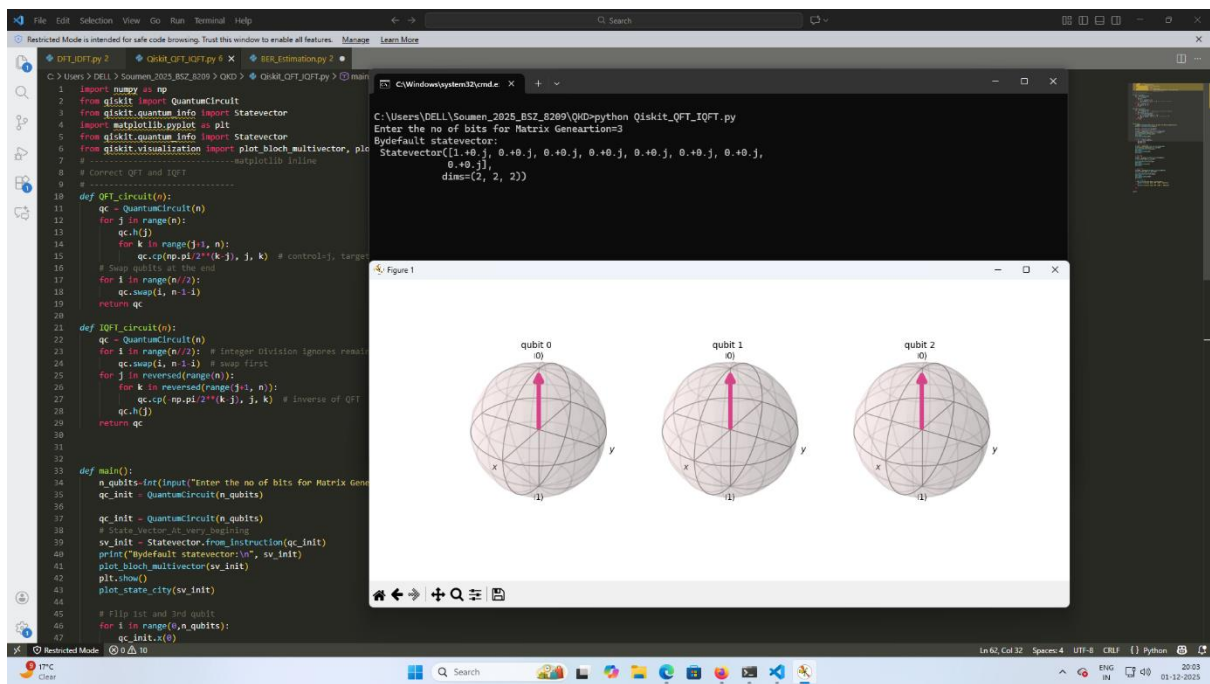 File Edit Selection View Go Run Terminal Help
Search
Restricted Mode is intended for safe code browsing. Trust this window to enable all features. Manage Learn More
DFT_IDFT.py 2 Qiskit_QFT_IQFT.py 6 BER_Estimation.py 2
C: > Users > DELL > Soumen_2025_BSZ_8209 > QKD > Qiskit_QFT_IQFT.py > main
1 import numpy as np
2 from qiskit import QuantumCircuit
3 from qiskit.quantum_info import Statevector
4 import matplotlib.pyplot as plt
5 from qiskit.quantum_info import Statevector
6 from qiskit.visualization import plot_bloch_multivector, plo
7 # ------------------------------matplotlib inline
8 # Correct QFT and IQFT
9 # ------------------------------
10 def QFT_circuit(n):
11 qc = QuantumCircuit(n)
12 for j in range(n):
13 qc.h(j)
14 for k in range(j+1, n):
15 qc.cp(np.pi/2**(k-j), j, k) # control=j, target
16 # Swap qubits at the end
17 for i in range(n//2):
18 qc.swap(i, n-1-i)
19 return qc
20
21 def IQFT_circuit(n):
22 qc = QuantumCircuit(n)
23 for i in range(n//2): # integer Division ignores remain
24 qc.swap(i, n-1-i) # swap first
25 for j in reversed(range(n)):
26 for k in reversed(range(j+1, n)):
27 qc.cp(-np.pi/2**(k-j), j, k) # inverse of QFT
28 qc.h(j)
29 return qc
30
31
32
33 def main():
34 n_qubits=int(input("Enter the no of bits for Matrix Gene
35 qc_init = QuantumCircuit(n_qubits)
36
37 qc_init = QuantumCircuit(n_qubits)
38 # State_Vector_At_very_begining
39 sv_init = Statevector.from_instruction(qc_init)
40 print("Bydefault statevector:\n", sv_init)
41 plot_bloch_multivector(sv_init)
42 plt.show()
43 plot_state_city(sv_init)
44
45 # Flip 1st and 3rd qubit
46 for i in range(0,n_qubits):
47 qc_init.x(0)
C:\Windows\system32\cmd.e
C:\Users\DELL\Soumen_2025_BSZ_8209\QKD>python Qiskit_QFT_IQFT.py
Enter the no of bits for Matrix Geneartion=3
Bydefault statevector:
Statevector([1.+0.j, 0.+0.j, 0.+0.j, 0.+0.j, 0.+0.j, 0.+0.j, 0.+0.j,
0.+0.j],
dims=(2, 2, 2))
Figure 1
qubit 0 qubit 1 qubit 2
|0⟩ |0⟩ |0⟩
x y x y x y
|1⟩ |1⟩ |1⟩
Restricted Mode 0 10
Ln 62, Col 32 Spaces: 4 UTF-8 CRLF {} Python
9
17°C
Clear
Search
ENG
IN
20:03
01-12-2025